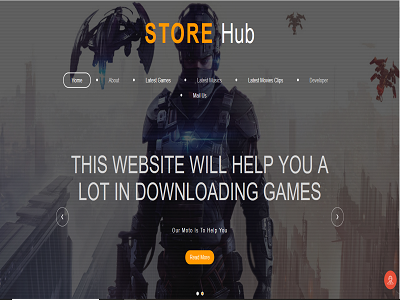 STORE Hub
Home About Latest Games Latest Musics Latest Movies Clips Developer
Mail Us
THIS WEBSITE WILL HELP YOU A
LOT IN DOWNLOADING GAMES
Our Moto Is To Help You
Read More